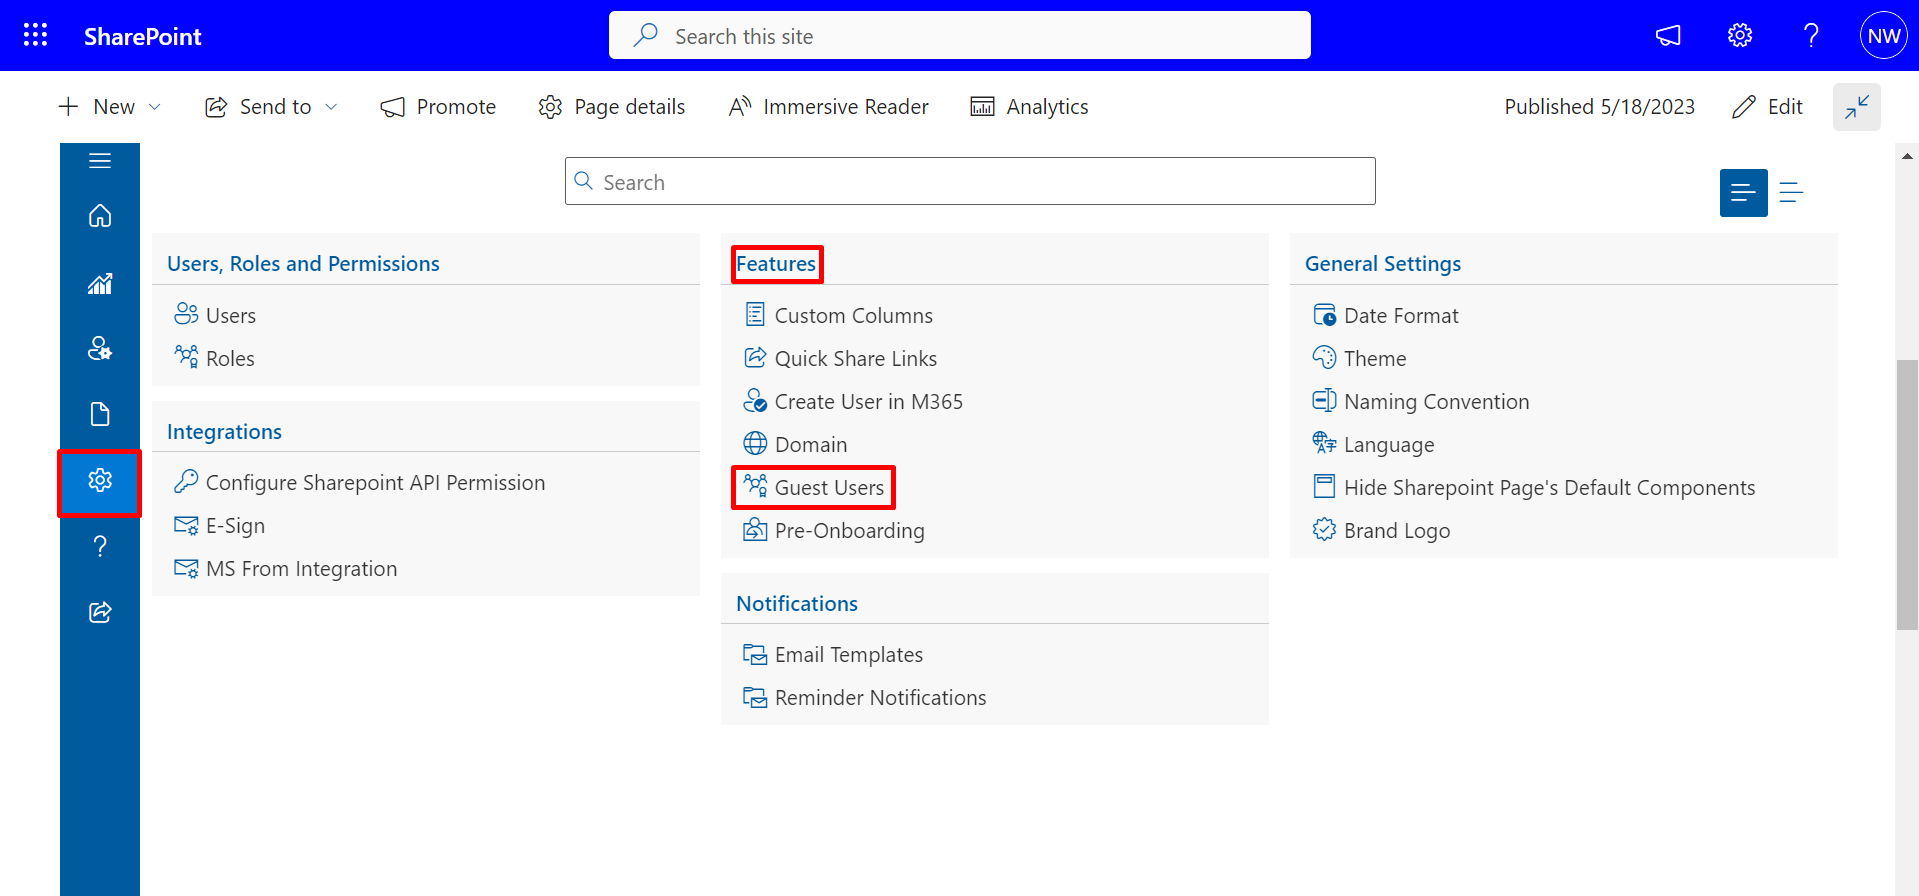 SharePoint
Search this site
NW
New
Send to
Promote
Page details
Immersive Reader
Analytics
Published 5/18/2023
Edit
Search
Users, Roles and Permissions
Users
Roles
Integrations
Configure Sharepoint API Permission
E-Sign
MS From Integration
Features
Custom Columns
Quick Share Links
Create User in M365
Domain
Guest Users
Pre-Onboarding
Notifications
Email Templates
Reminder Notifications
General Settings
Date Format
Theme
Naming Convention
Language
Hide Sharepoint Page's Default Components
Brand Logo